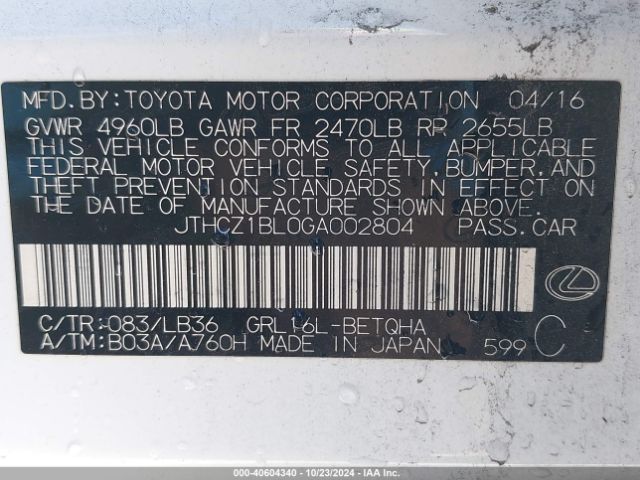 MFD.BY:TOYOTA MOTOR CORPORATION 04/16
GVWR 4960LB GAWR FR 2470LB RR 2655LB
THIS VEHICLE CONFORMS TO ALL APPLICABLE
FEDERAL MOTOR VEHICLE SAFETY,BUMPER,AND
THEFT PREVENTION STANDARDS IN EFFECT ON
THE DATE OF MANUFACTURE SHOWN ABOVE.
JTHCZ1BL0GA002804 PASS.CAR
C/TR:083/LB36 GRL16L-BETQHA
A/TM:B03A/A760H MADE IN JAPAN 599 C
000-40604340 - 10/23/2024 - IAAI.COM